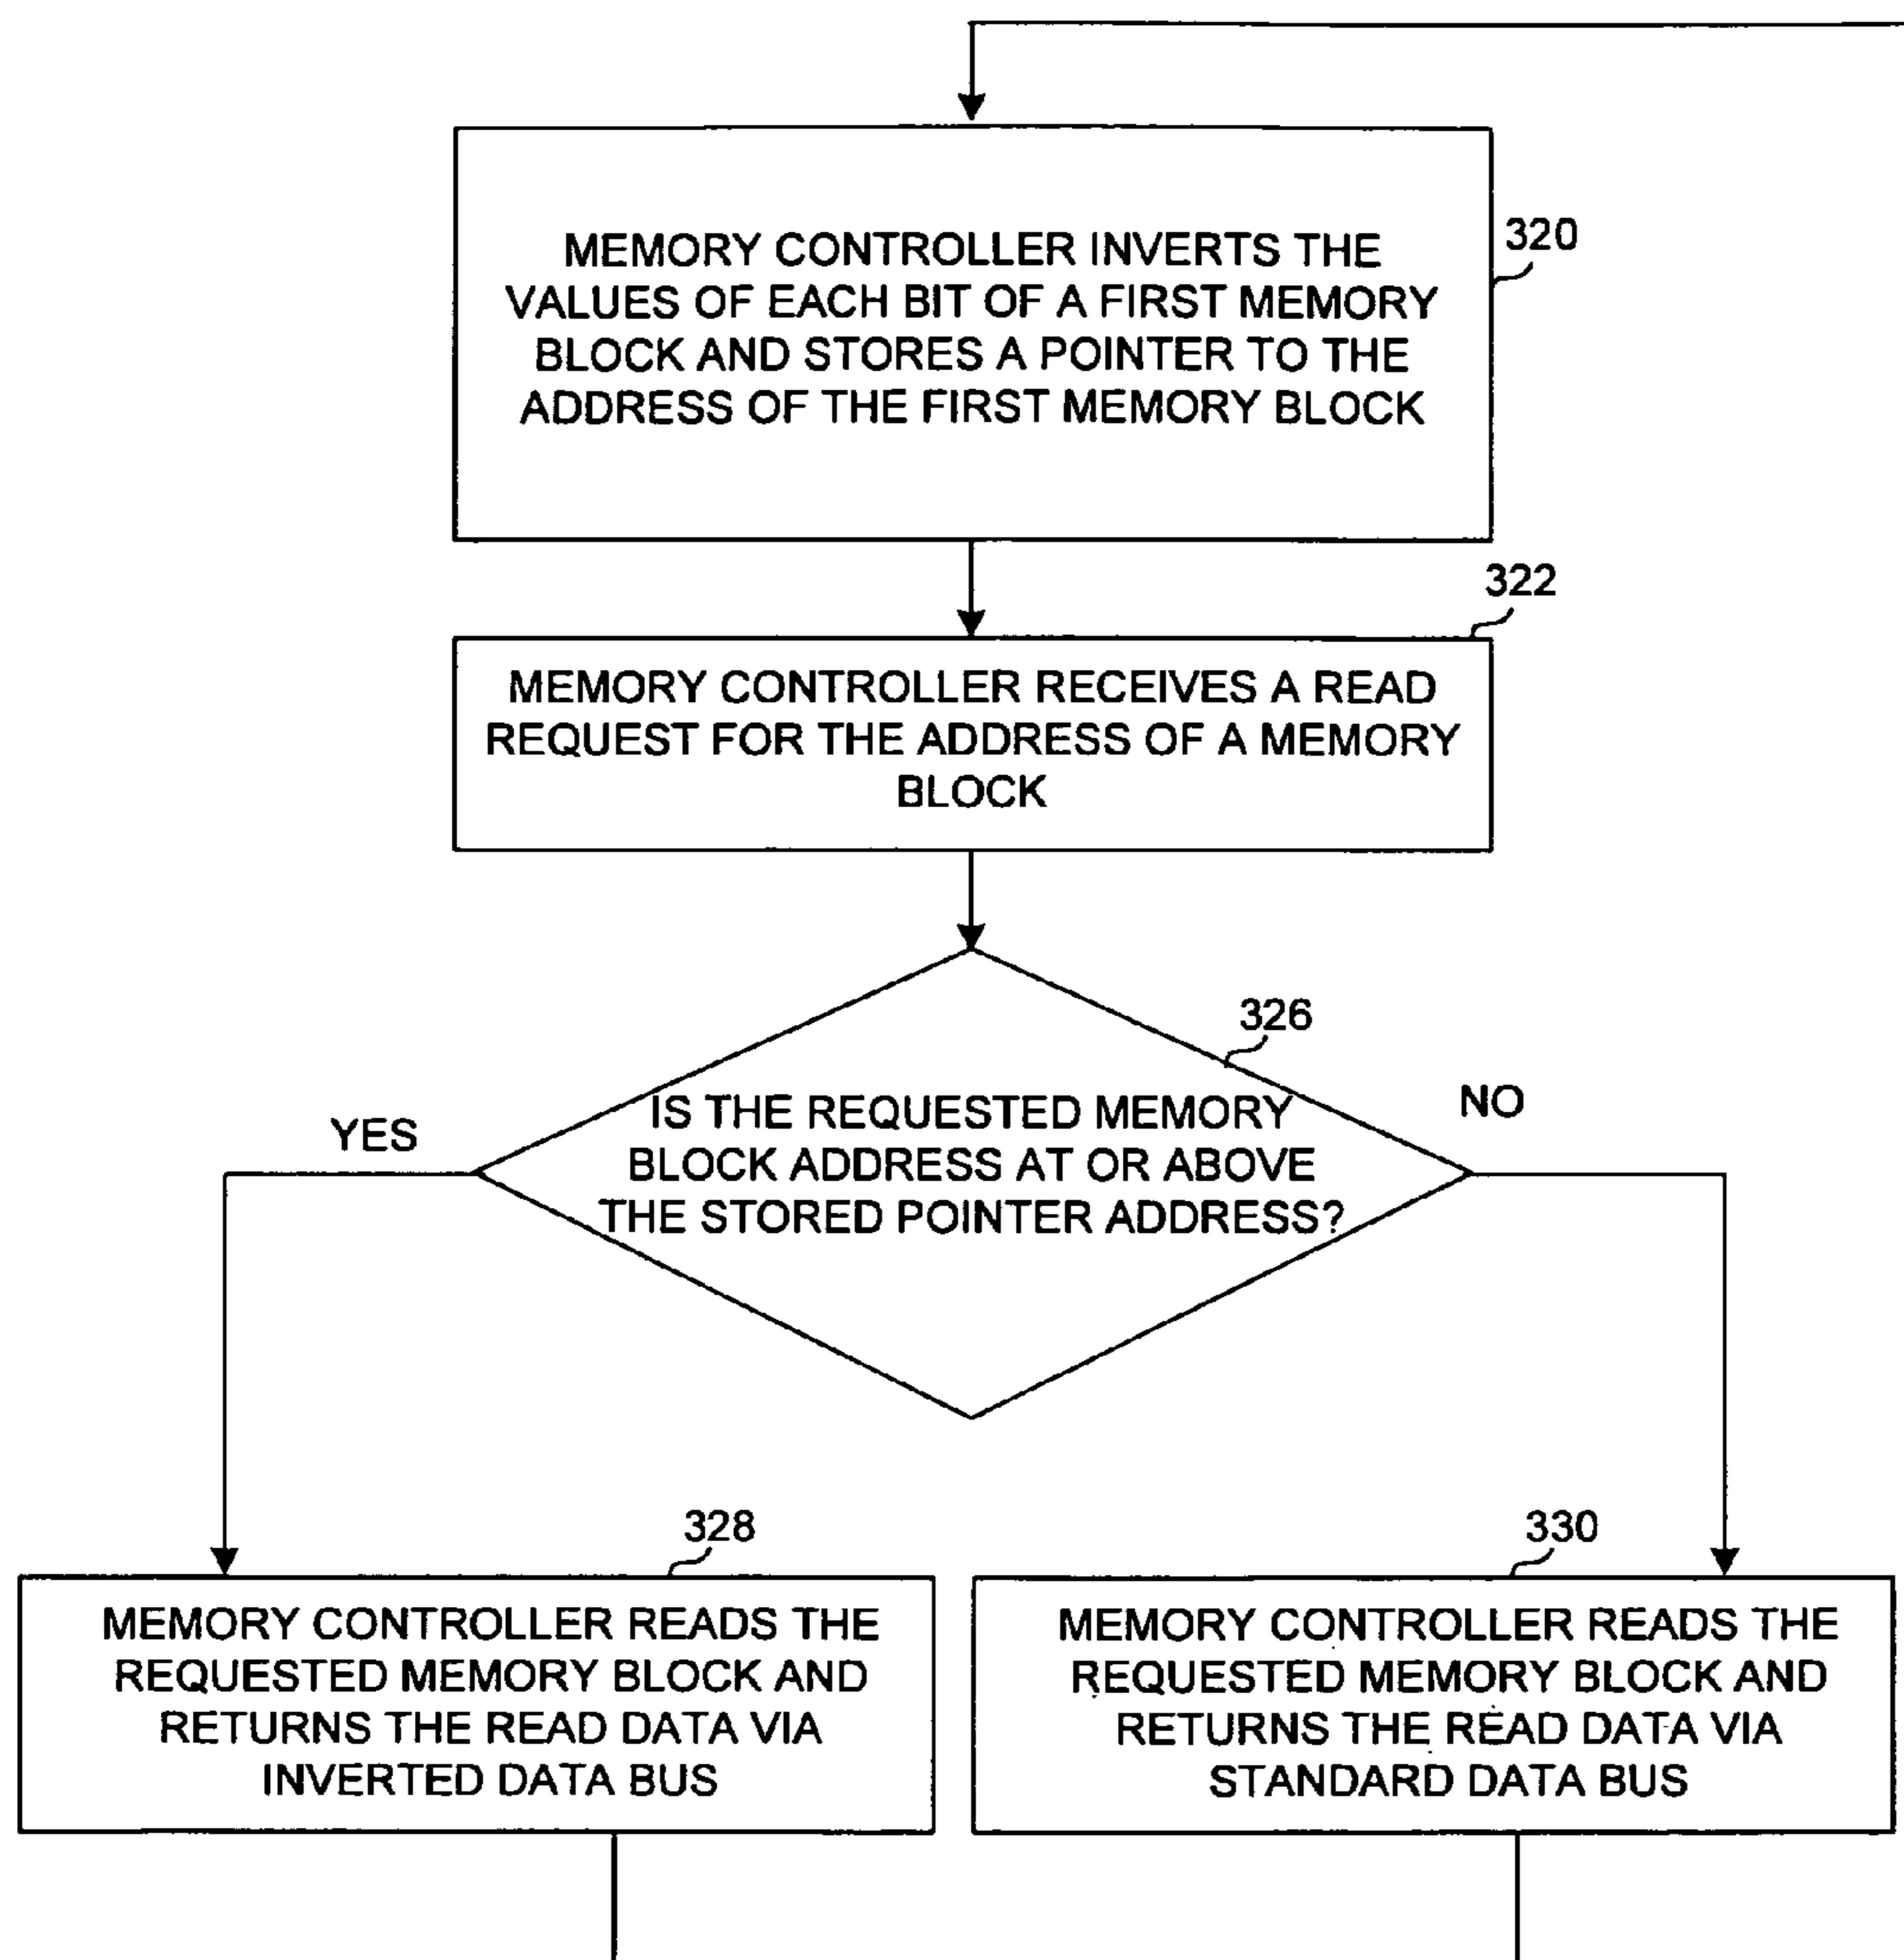 MEMORY CONTROLLER INVERTS THE
VALUES OF EACH BIT OF A FIRST MEMORY
BLOCK AND STORES A POINTER TO THE
ADDRESS OF THE FIRST MEMORY BLOCK
320
322
MEMORY CONTROLLER RECEIVES A READ
REQUEST FOR THE ADDRESS OF A MEMORY
BLOCK
326
IS THE REQUESTED MEMORY
BLOCK ADDRESS AT OR ABOVE
THE STORED POINTER ADDRESS?
YES
NO
328
MEMORY CONTROLLER READS THE
REQUESTED MEMORY BLOCK AND
RETURNS THE READ DATA VIA
INVERTED DATA BUS
330
MEMORY CONTROLLER READS THE
REQUESTED MEMORY BLOCK AND
RETURNS THE READ DATA VIA
STANDARD DATA BUS